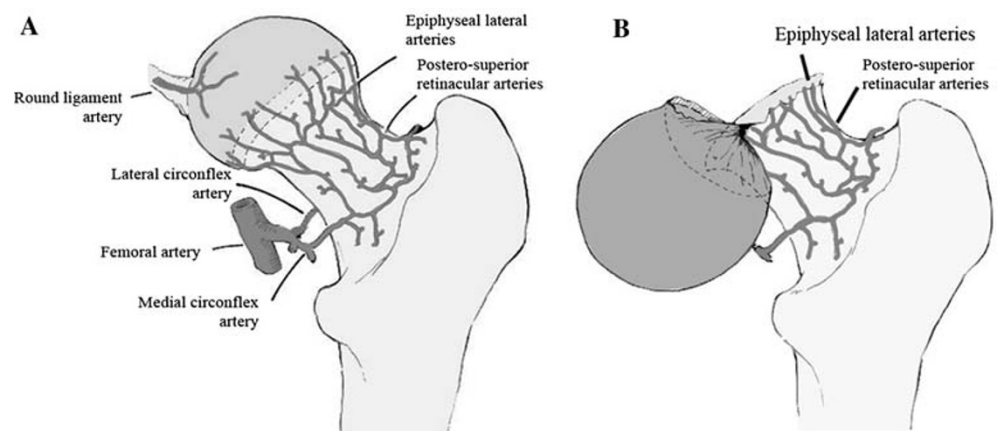 A
Epiphyseal lateral
arteries
Postero-superior
retinacular arteries
Round ligament
artery
Lateral circonflex
artery
Femoral artery
Medial circonflex
artery
B
Epiphyseal lateral arteries
Postero-superior
retinacular arteries